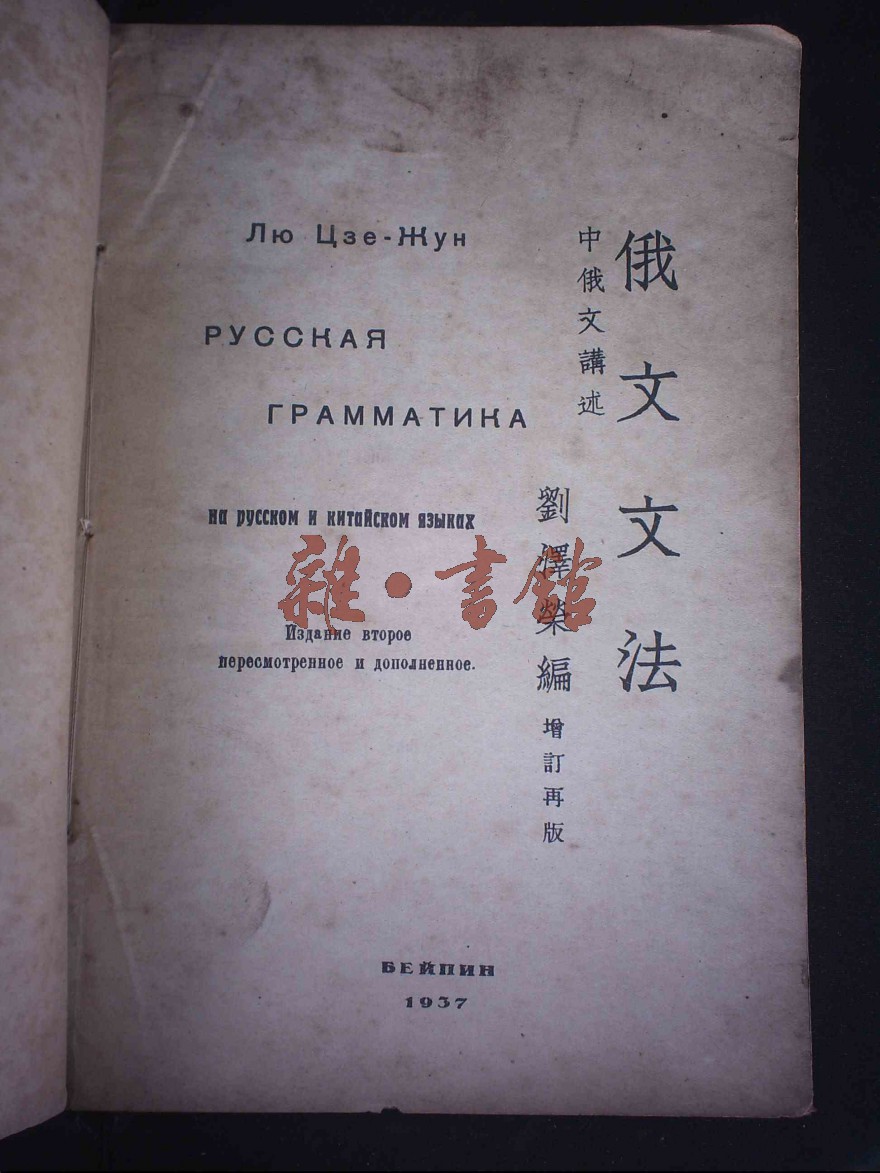 Лю Цзе-Жун
РУССКАЯ
ГРАММАТИКА
на русском и китайском языках
Издание второе
пересмотренное и дополненное.
БЕЙПИН
1937
俄文文法
中俄文講述
劉澤榮編 增訂再版
雜·書館